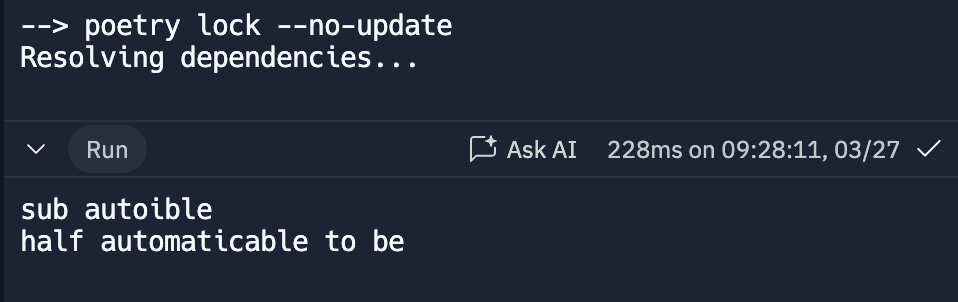 --> poetry lock --no-update
Resolving dependencies...
Run Ask AI 228ms on 09:28:11, 03/27
sub autoible
half automaticable to be